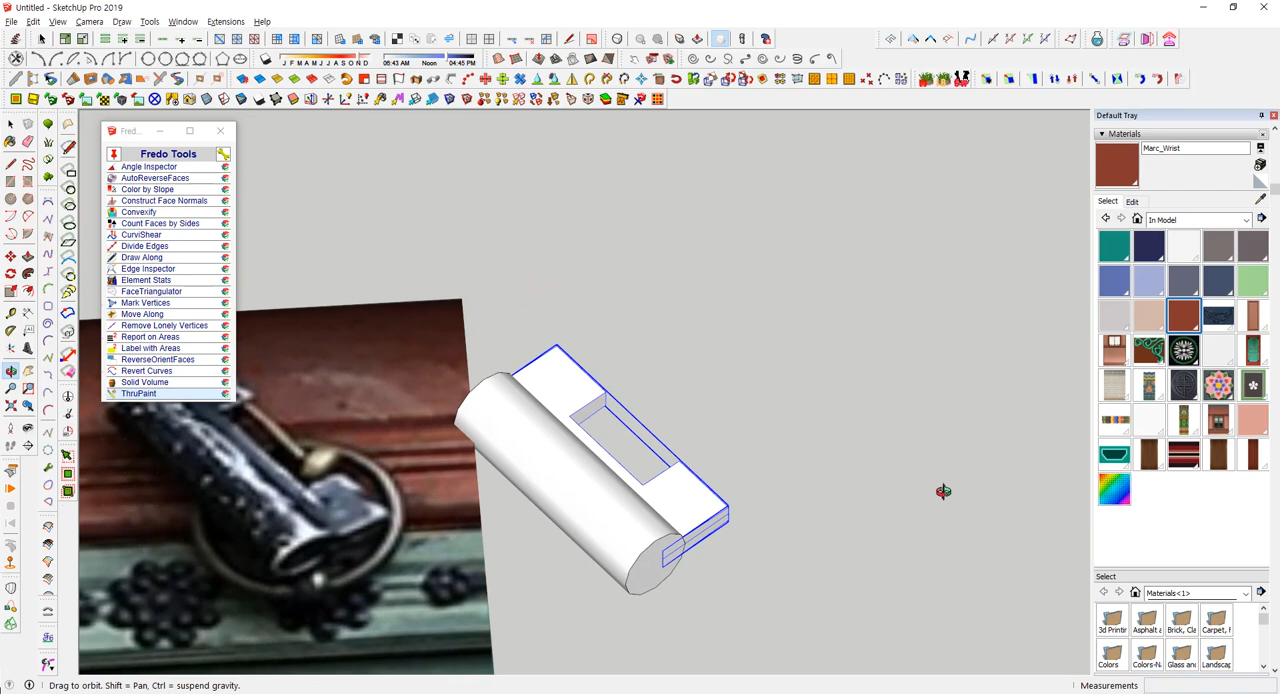 Untitled - SketchUp Pro 2019
File Edit View Camera Draw Tools Window Extensions Help
J F M A M J J A S O N D
06:43 AM Noon 04:45 PM
Fred...
Fredo Tools
Angle Inspector
AutoReverseFaces
Color by Slope
Construct Face Normals
Convexify
Count Faces by Sides
CurviShear
Divide Edges
Draw Along
Edge Inspector
Element Stats
FaceTriangulator
Mark Vertices
Move Along
Remove Lonely Vertices
Report on Areas
Label with Areas
ReverseOrientFaces
Revert Curves
Solid Volume
ThruPaint
Default Tray
Materials
Marc_Wrist
Select Edit
In Model
Select
Materials<1>
3d Printir Asphalt a Brick, Cla Carpet, F
Colors Colors-Na Glass an Landscap
Drag to orbit. Shift = Pan, Ctrl = suspend gravity.
Measurements